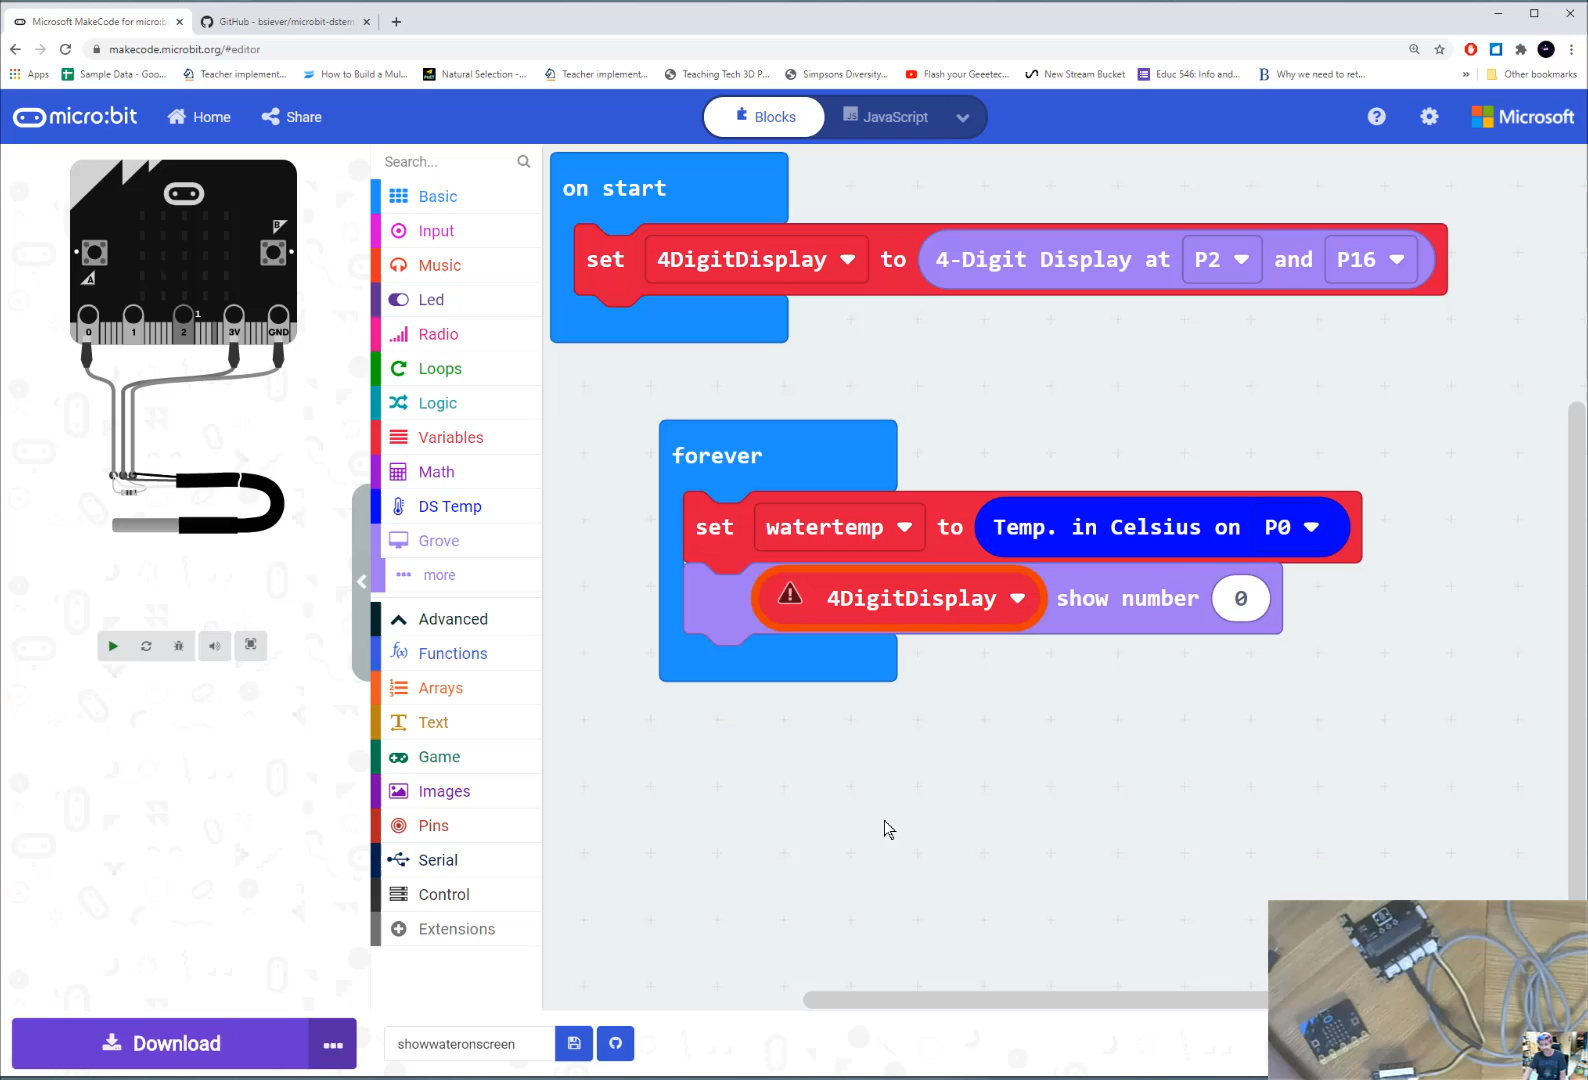 Microsoft MakeCode for micro:b
GitHub - bsiever/microbit-dstem
makecode.microbit.org/#editor
Apps
Sample Data - Goo...
Teacher implement...
How to Build a Mul...
Natural Selection -...
Teacher implement...
Teaching Tech 3D P...
Simpsons Diversity...
Flash your Geeetec...
New Stream Bucket
Educ 546: Info and...
Why we need to ret...
»
Other bookmarks
micro:bit
Home
Share
Blocks
JavaScript
Microsoft
A
B
1
0
1
2
3V
GND
Search...
Basic
Input
Music
Led
Radio
Loops
Logic
Variables
Math
DS Temp
Grove
more
Advanced
Functions
Arrays
Text
Game
Images
Pins
Serial
Control
Extensions
on start
set 4DigitDisplay to 4-Digit Display at P2 and P16
forever
set watertemp to Temp. in Celsius on P0
4DigitDisplay show number 0
Download
showwateronscreen